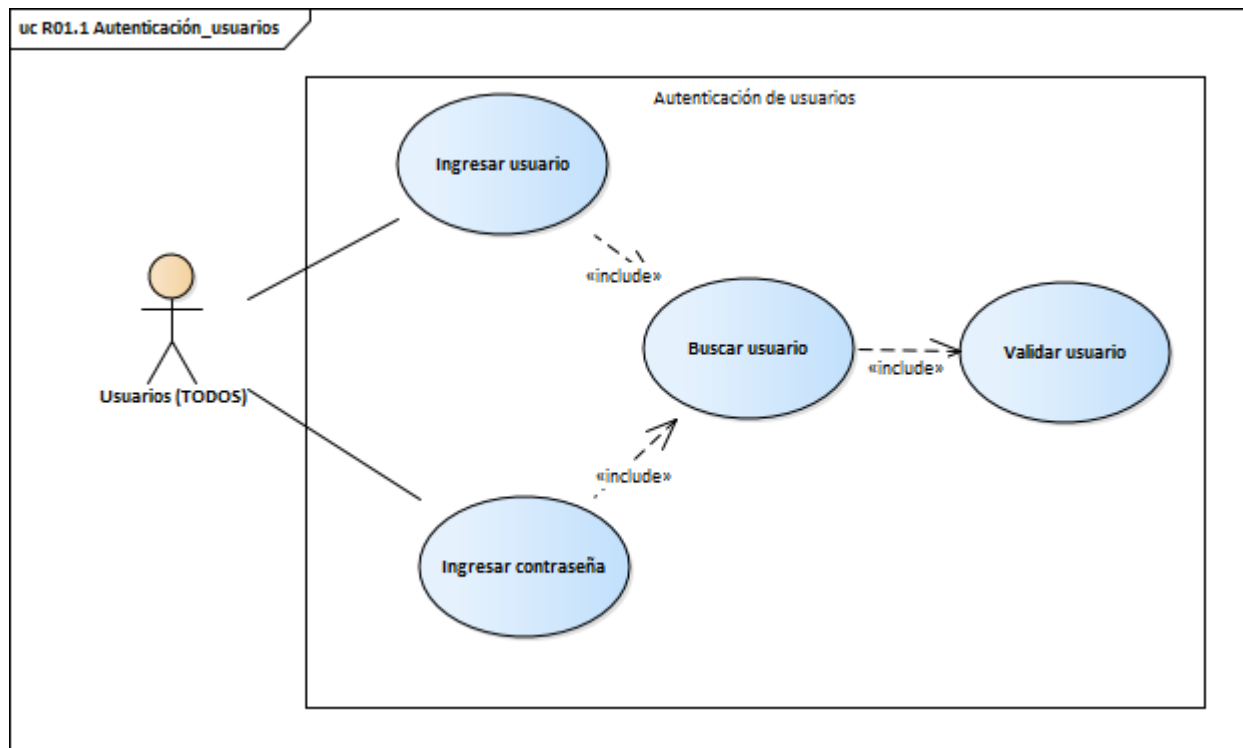 uc R01.1 Autenticación_usuarios
Autenticación de usuarios
Ingresar usuario
«include»
Buscar usuario
Validar usuario
«include»
Usuarios (TODOS)
«include»
Ingresar contraseña